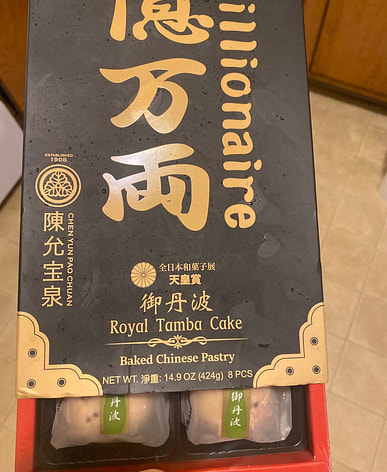 億万両
illionaire
ESTABLISHED
1908
陳允宝泉
CHEN YUN PAO CHUAN
全日本和菓子展
天皇賞
御丹波
Royal Tamba Cake
Baked Chinese Pastry
NET WT. 淨重: 14.9 OZ (424g) 8 PCS
御丹波
御丹波